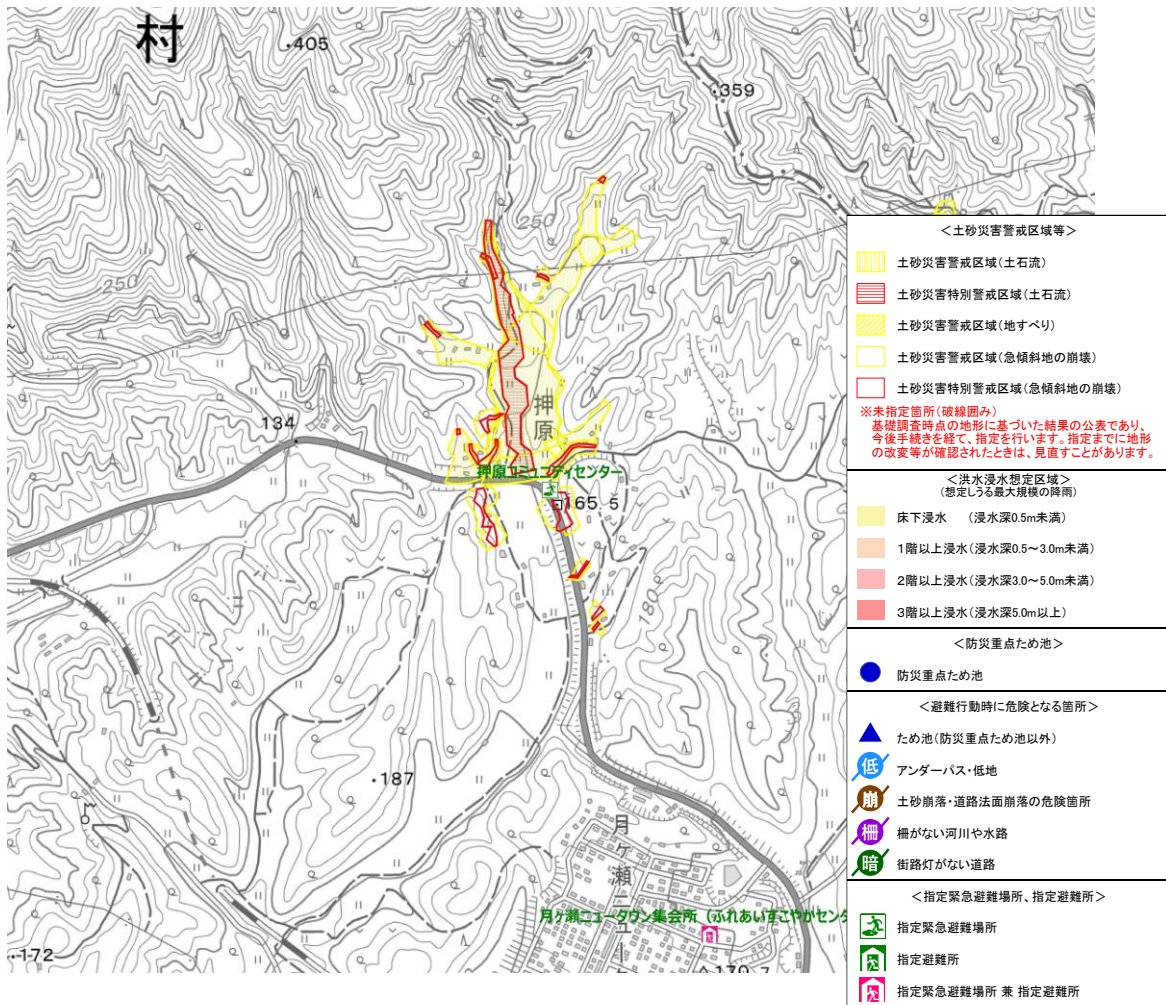 村
405
359
250
250
134
押原
押原コミュニティセンター
165.5
180
187
月ヶ瀬ニュータ
月ヶ瀬ニュータウン集会所（ふれあいすこやかセンタ
172
170.7
＜土砂災害警戒区域等＞
土砂災害警戒区域（土石流）
土砂災害特別警戒区域（土石流）
土砂災害警戒区域（地すべり）
土砂災害警戒区域（急傾斜地の崩壊）
土砂災害特別警戒区域（急傾斜地の崩壊）
※未指定箇所（破線囲み）
基礎調査時点の地形に基づいた結果の公表であり、
今後手続きを経て、指定を行います。指定までに地形
の改変等が確認されたときは、見直すことがあります。
＜洪水浸水想定区域＞
（想定しうる最大規模の降雨）
床下浸水　（浸水深0.5m未満）
１階以上浸水（浸水深0.5～3.0m未満）
２階以上浸水（浸水深3.0～5.0m未満）
３階以上浸水（浸水深5.0m以上）
＜防災重点ため池＞
防災重点ため池
＜避難行動時に危険となる箇所＞
ため池（防災重点ため池以外）
低 アンダーパス・低地
崩 土砂崩落・道路法面崩落の危険箇所
柵 柵がない河川や水路
暗 街路灯がない道路
＜指定緊急避難場所、指定避難所＞
指定緊急避難場所
指定避難所
指定緊急避難場所 兼 指定避難所